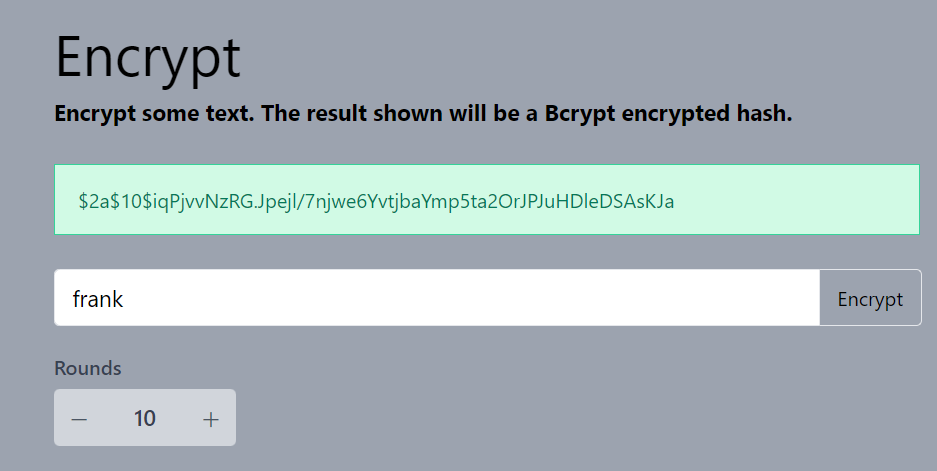 Encrypt
Encrypt some text. The result shown will be a Bcrypt encrypted hash.
$2a$10$iqPjvvNzRG.Jpejl/7njwe6YvtjbaYmp5ta2OrJPJuHDleDSAsKJa
frank
Encrypt
Rounds
− 10 +